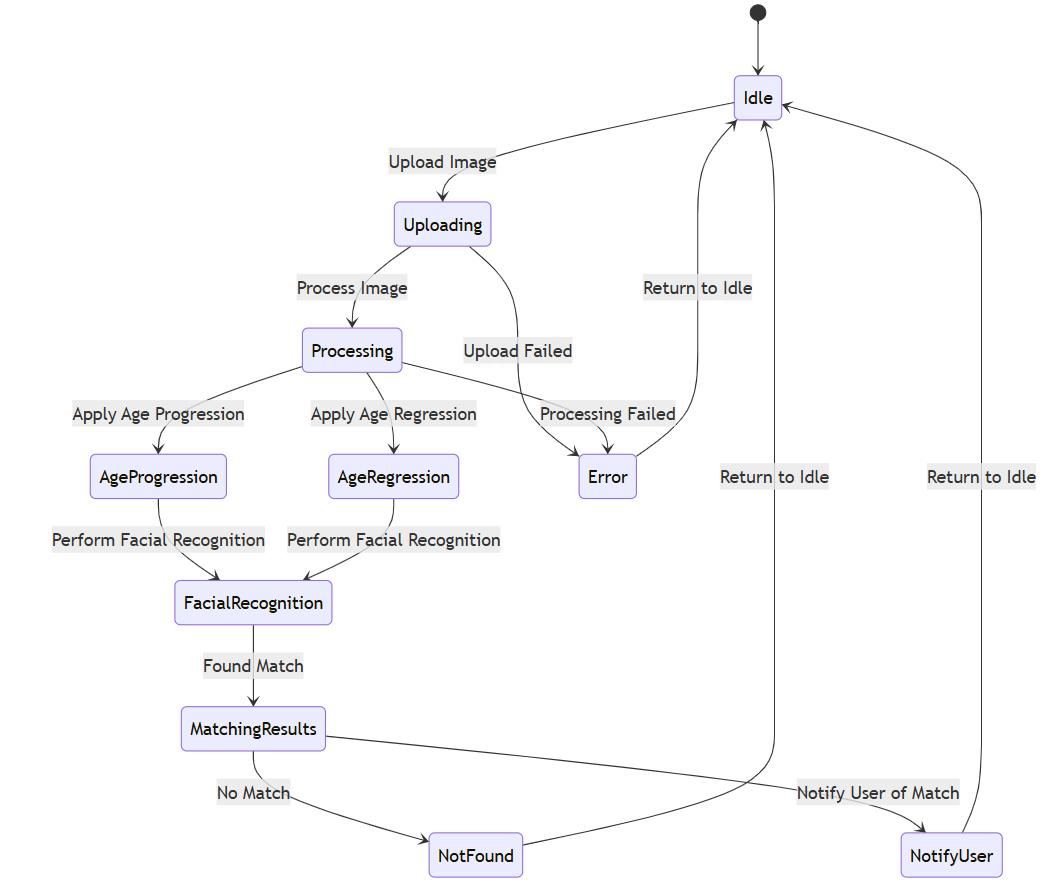 Idle
Upload Image
Uploading
Process Image
Return to Idle
Processing
Upload Failed
Apply Age Progression
Apply Age Regression
Processing Failed
AgeProgression
AgeRegression
Error
Return to Idle
Return to Idle
Perform Facial Recognition
Perform Facial Recognition
FacialRecognition
Found Match
MatchingResults
No Match
Notify User of Match
NotFound
NotifyUser